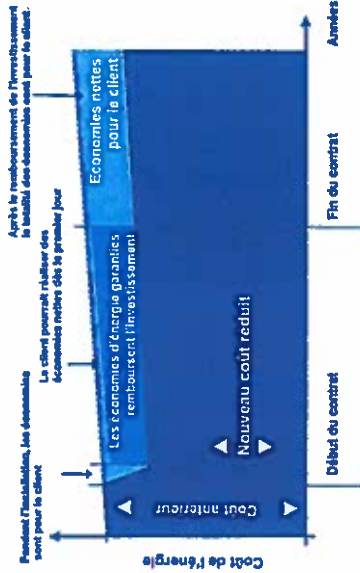 Après le remboursement de l'investissement
la totalité des économies sont pour le client
Le client pourrait réaliser des
économies nettes dès le premier jour
Pendant l'installation, les économies
sont pour le client
Economies nettes
pour le client
Les économies d'énergie garanties
remboursent l'investissement
Coût antérieur
Nouveau coût reduit
Coût de l'énergie
Début du contrat
Fin du contrat
Années